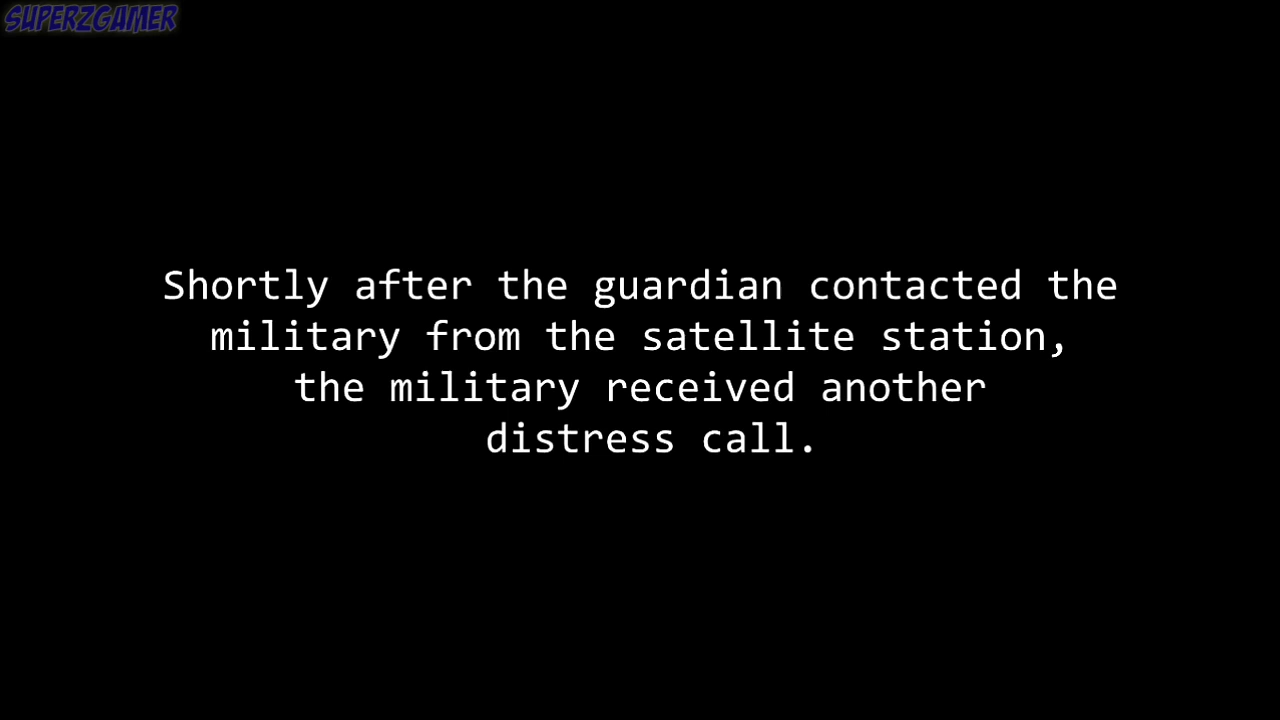 SUPERZGAMER
Shortly after the guardian contacted the
military from the satellite station,
the military received another
distress call.